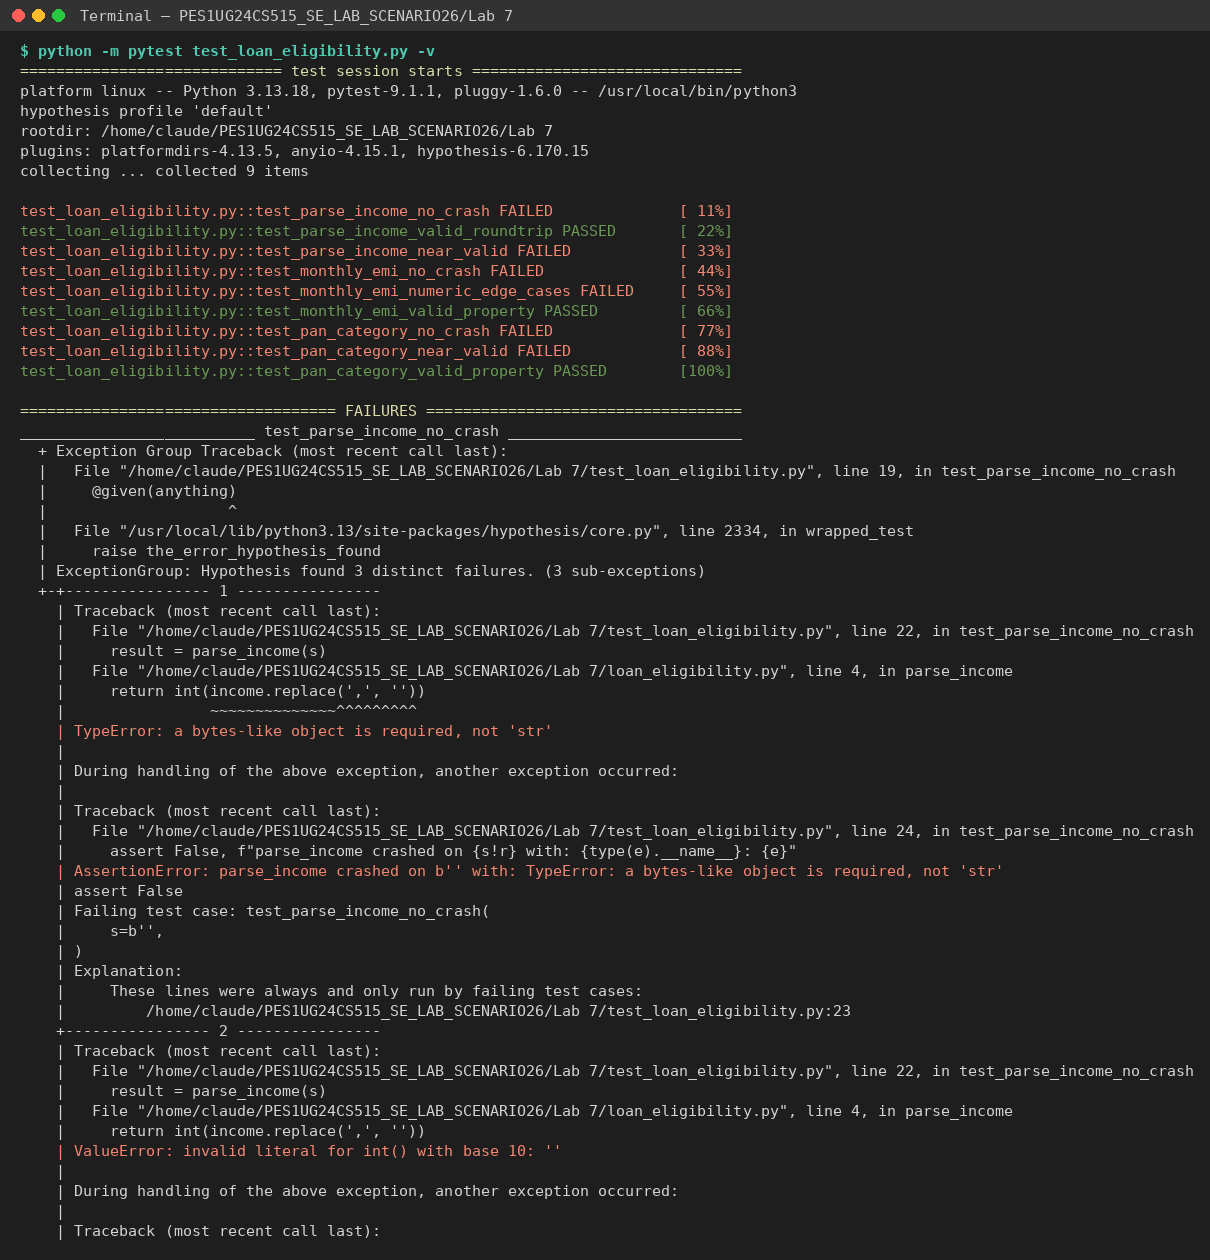 Terminal — PES1UG24CS515_SE_LAB_SCENARIO26/Lab 7
$ python -m pytest test_loan_eligibility.py -v
============================= test session starts ==============================
platform linux -- Python 3.13.18, pytest-9.1.1, pluggy-1.6.0 -- /usr/local/bin/python3
hypothesis profile 'default'
rootdir: /home/claude/PES1UG24CS515_SE_LAB_SCENARIO26/Lab 7
plugins: platformdirs-4.13.5, anyio-4.15.1, hypothesis-6.170.15
collecting ... collected 9 items

test_loan_eligibility.py::test_parse_income_no_crash FAILED              [ 11%]
test_loan_eligibility.py::test_parse_income_valid_roundtrip PASSED       [ 22%]
test_loan_eligibility.py::test_parse_income_near_valid FAILED            [ 33%]
test_loan_eligibility.py::test_monthly_emi_no_crash FAILED               [ 44%]
test_loan_eligibility.py::test_monthly_emi_numeric_edge_cases FAILED     [ 55%]
test_loan_eligibility.py::test_monthly_emi_valid_property PASSED         [ 66%]
test_loan_eligibility.py::test_pan_category_no_crash FAILED              [ 77%]
test_loan_eligibility.py::test_pan_category_near_valid FAILED            [ 88%]
test_loan_eligibility.py::test_pan_category_valid_property PASSED        [100%]

=================================== FAILURES ===================================
__________________________ test_parse_income_no_crash __________________________
  + Exception Group Traceback (most recent call last):
  |   File "/home/claude/PES1UG24CS515_SE_LAB_SCENARIO26/Lab 7/test_loan_eligibility.py", line 19, in test_parse_income_no_crash
  |     @given(anything)
  |                    ^
  |   File "/usr/local/lib/python3.13/site-packages/hypothesis/core.py", line 2334, in wrapped_test
  |     raise the_error_hypothesis_found
  | ExceptionGroup: Hypothesis found 3 distinct failures. (3 sub-exceptions)
  +-+---------------- 1 ----------------
    | Traceback (most recent call last):
    |   File "/home/claude/PES1UG24CS515_SE_LAB_SCENARIO26/Lab 7/test_loan_eligibility.py", line 22, in test_parse_income_no_crash
    |     result = parse_income(s)
    |   File "/home/claude/PES1UG24CS515_SE_LAB_SCENARIO26/Lab 7/loan_eligibility.py", line 4, in parse_income
    |     return int(income.replace(',', ''))
    |                ~~~~~~~~~~~~~~^^^^^^^^^
    | TypeError: a bytes-like object is required, not 'str'
    |
    | During handling of the above exception, another exception occurred:
    |
    | Traceback (most recent call last):
    |   File "/home/claude/PES1UG24CS515_SE_LAB_SCENARIO26/Lab 7/test_loan_eligibility.py", line 24, in test_parse_income_no_crash
    |     assert False, f"parse_income crashed on {s!r} with: {type(e).__name__}: {e}"
    | AssertionError: parse_income crashed on b'' with: TypeError: a bytes-like object is required, not 'str'
    | assert False
    | Failing test case: test_parse_income_no_crash(
    |     s=b'',
    | )
    | Explanation:
    |     These lines were always and only run by failing test cases:
    |         /home/claude/PES1UG24CS515_SE_LAB_SCENARIO26/Lab 7/test_loan_eligibility.py:23
    +---------------- 2 ----------------
    | Traceback (most recent call last):
    |   File "/home/claude/PES1UG24CS515_SE_LAB_SCENARIO26/Lab 7/test_loan_eligibility.py", line 22, in test_parse_income_no_crash
    |     result = parse_income(s)
    |   File "/home/claude/PES1UG24CS515_SE_LAB_SCENARIO26/Lab 7/loan_eligibility.py", line 4, in parse_income
    |     return int(income.replace(',', ''))
    | ValueError: invalid literal for int() with base 10: ''
    |
    | During handling of the above exception, another exception occurred:
    |
    | Traceback (most recent call last):